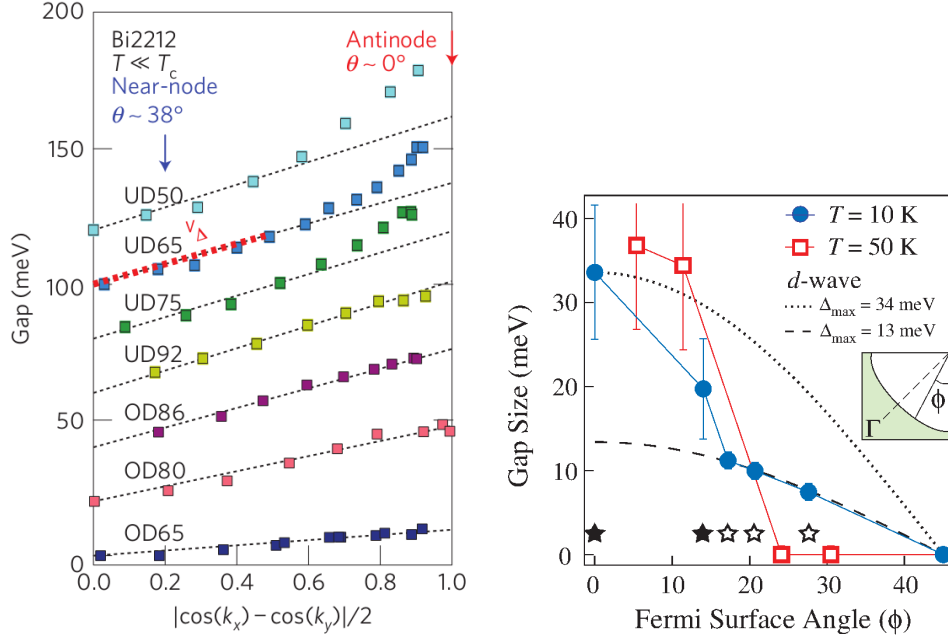 200
150
100
50
0
Gap (meV)
Bi2212
T ≪ Tc
Near-node
θ ~ 38°
Antinode
θ ~ 0°
UD50
vΔ
UD65
UD75
UD92
OD86
OD80
OD65
0.0
0.2
0.4
0.6
0.8
1.0
|cos(kx) – cos(ky)|/2
40
30
20
10
0
Gap Size (meV)
T = 10 K
T = 50 K
d-wave
Δmax = 34 meV
Δmax = 13 meV
Γ
ϕ
0
10
20
30
40
Fermi Surface Angle (ϕ)